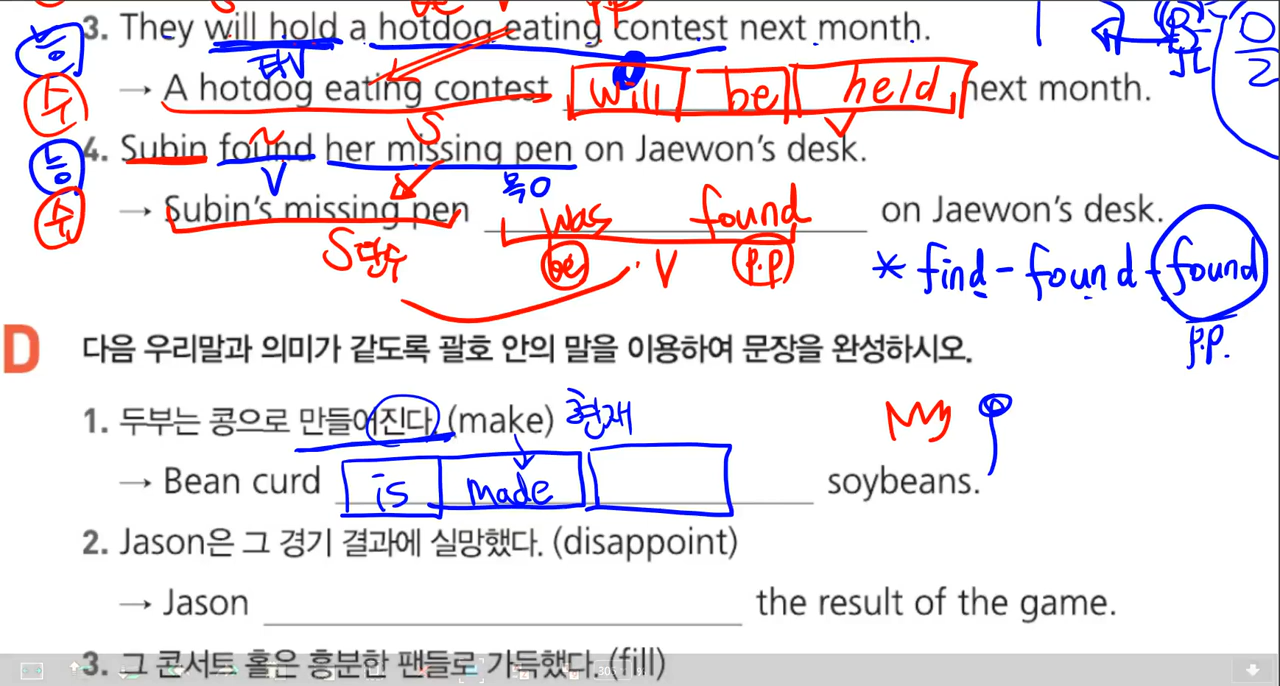 3. They will hold a hotdog eating contest next month.
→ A hotdog eating contest will be held next month.
S
4. Subin found her missing pen on Jaewon's desk.
능 V 목O
수 → Subin's missing pen was found on Jaewon's desk.
S단수 be V p.p
* find - found - found
p.p.
D 다음 우리말과 의미가 같도록 괄호 안의 말을 이용하여 문장을 완성하시오.
1. 두부는 콩으로 만들어진다. (make) 현재
→ Bean curd is made soybeans.
2. Jason은 그 경기 결과에 실망했다. (disappoint)
→ Jason the result of the game.
3. 그 콘서트 홀은 흥분한 팬들로 가득했다. (fill)